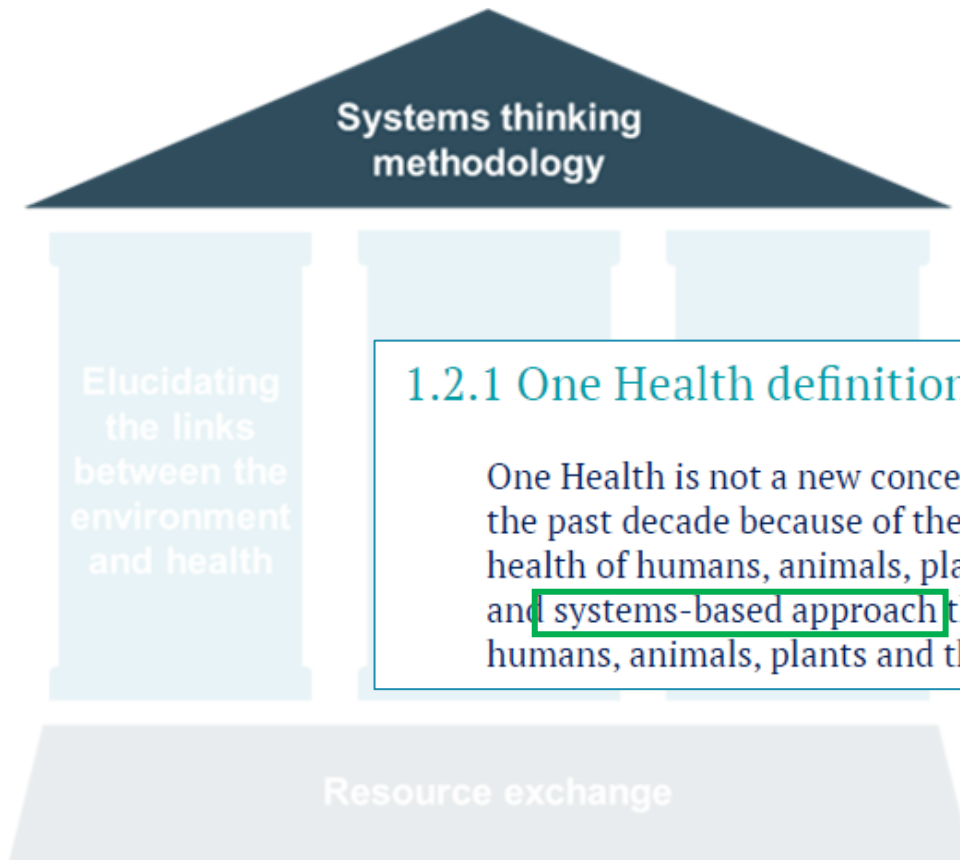 Systems thinking
methodology
Elucidating
the links
between the
environment
and health
1.2.1 One Health definition
One Health is not a new conce
the past decade because of the
health of humans, animals, pla
and systems-based approach t
humans, animals, plants and th
Resource exchange